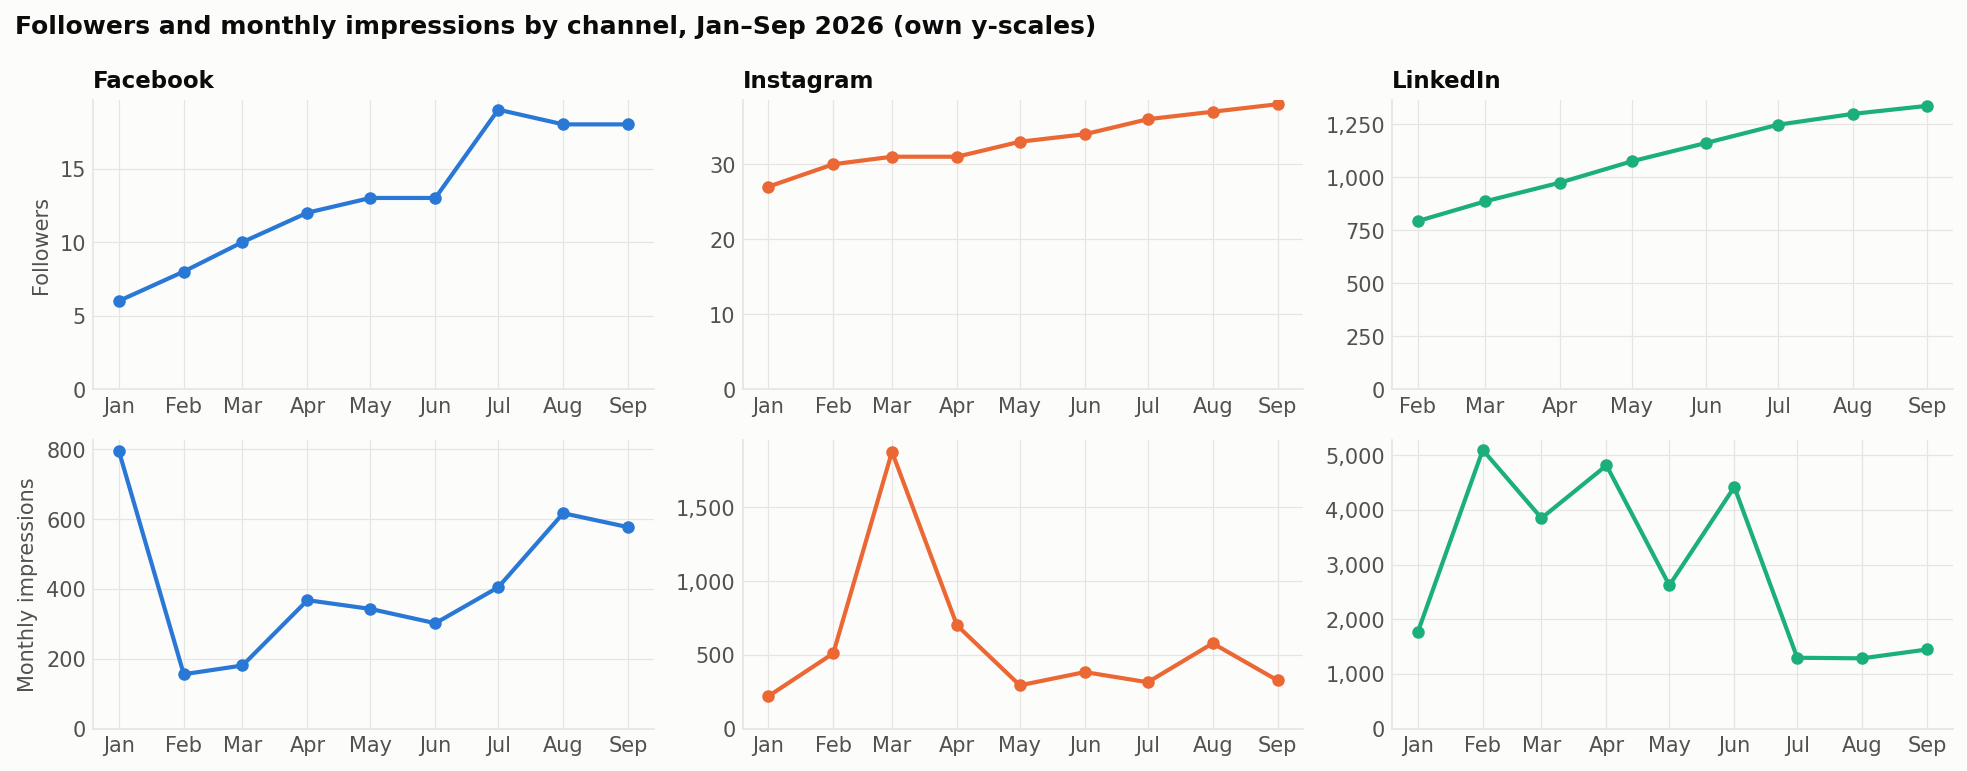 Followers and monthly impressions by channel, Jan–Sep 2026 (own y-scales)
Facebook
Followers
15
10
5
0
Jan Feb Mar Apr May Jun Jul Aug Sep
Instagram
30
20
10
0
Jan Feb Mar Apr May Jun Jul Aug Sep
LinkedIn
1,250
1,000
750
500
250
0
Feb Mar Apr May Jun Jul Aug Sep
Monthly impressions
800
600
400
200
0
Jan Feb Mar Apr May Jun Jul Aug Sep
1,500
1,000
500
0
Jan Feb Mar Apr May Jun Jul Aug Sep
5,000
4,000
3,000
2,000
1,000
0
Jan Feb Mar Apr May Jun Jul Aug Sep